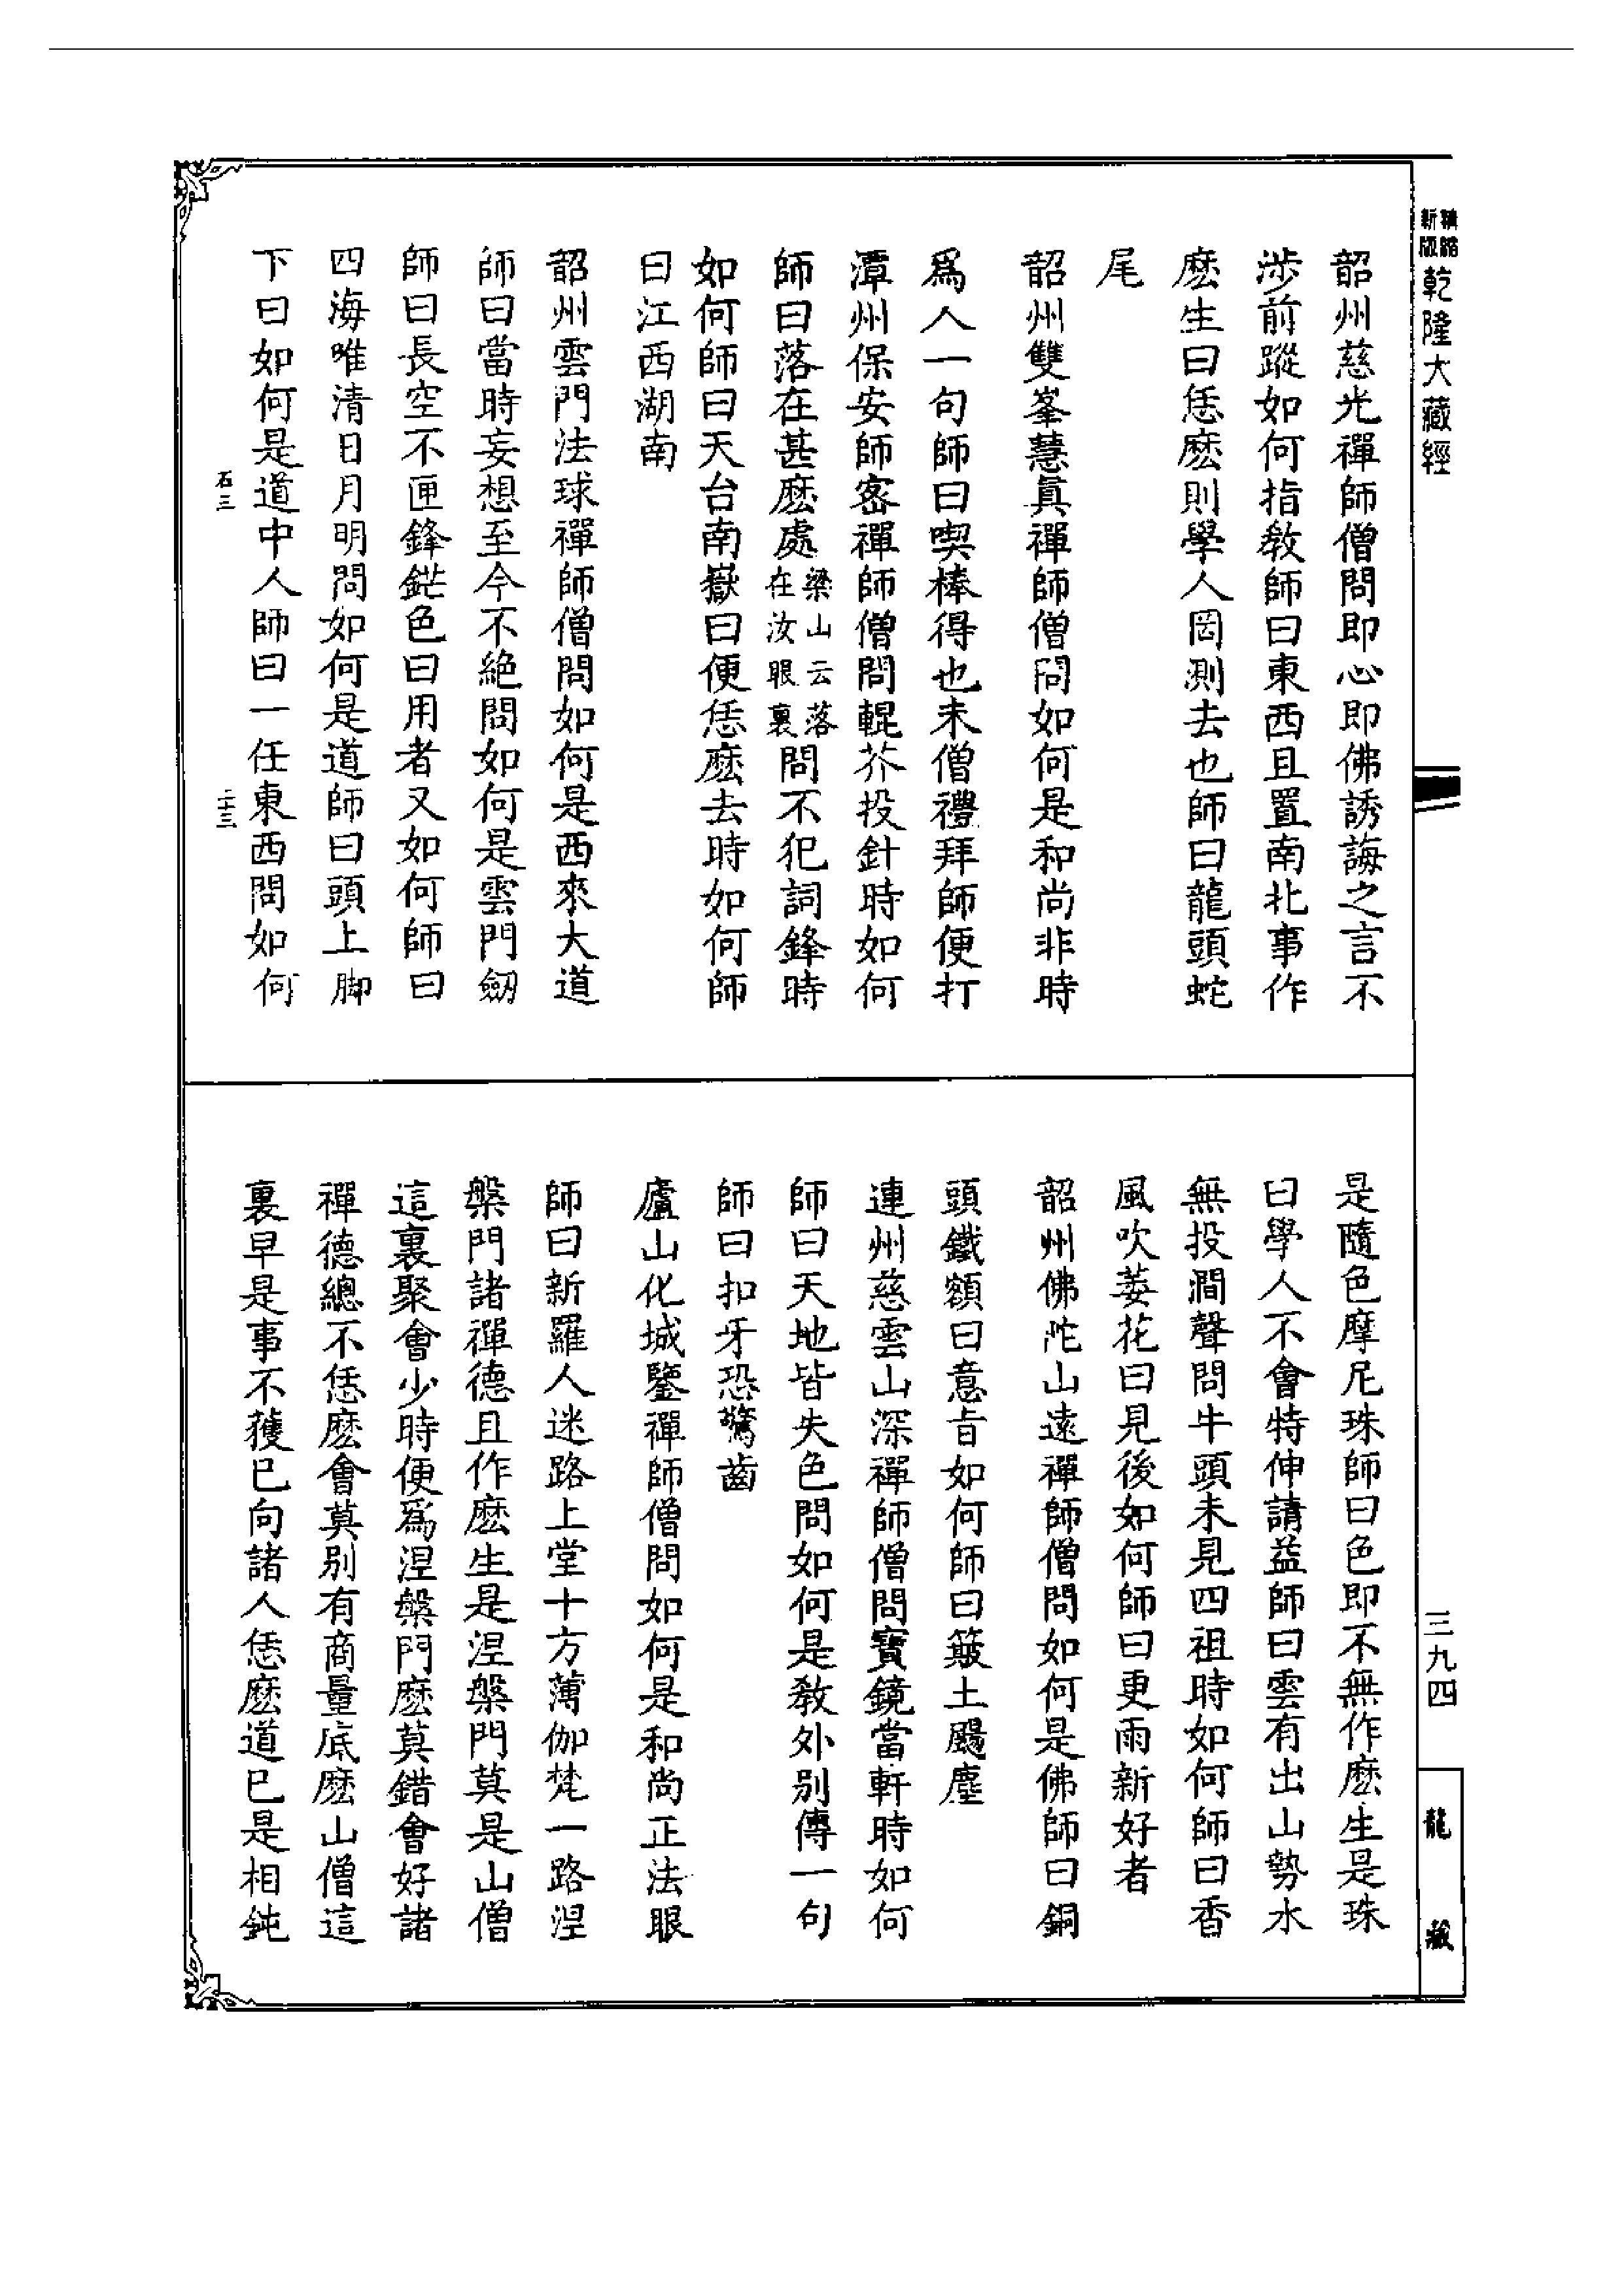 新版精縮乾隆大藏經
韶州慈光禪師僧問即心即佛誘誨之言不
涉前蹤如何指教師曰東西且置南北事作
麽生曰恁麽則學人罔測去也師曰龍頭蛇
尾
韶州雙峯慧眞禪師僧問如何是和尚非時
爲人一句師曰喫棒得也未僧禮拜師便打
潭州保安師密禪師僧問輥芥投針時如何
師曰落在甚麽處梁山云落在汝眼裏問不犯詞鋒時
如何師曰天台南嶽曰便恁麽去時如何師
曰江西湖南
韶州雲門法球禪師僧問如何是西來大道
師曰當時妄想至今不絶問如何是雲門劒
師曰長空不匣鋒鋩色曰用者又如何師曰
四海唯清日月明問如何是道師曰頭上脚
下曰如何是道中人師曰一任東西問如何
石三
二十三
是隨色摩尼珠師曰色即不無作麽生是珠
曰學人不會特伸請益師曰雲有出山勢水
無投澗聲問牛頭未見四祖時如何師曰香
風吹萎花曰見後如何師曰更雨新好者
韶州佛陀山遠禪師僧問如何是佛師曰銅
頭鐵額曰意旨如何師曰簸土颺塵
連州慈雲山深禪師僧問寶鏡當軒時如何
師曰天地皆失色問如何是教外別傳一句
師曰扣牙恐驚齒
廬山化城鑒禪師僧問如何是和尚正法眼
師曰新羅人迷路上堂十方薄伽梵一路涅
槃門諸禪德且作麽生是涅槃門莫是山僧
這裏聚會少時便爲涅槃門麽莫錯會好諸
禪德總不恁麽會莫別有商量底麽山僧這
裏早是事不獲已向諸人恁麽道已是相鈍
三九四
龍藏